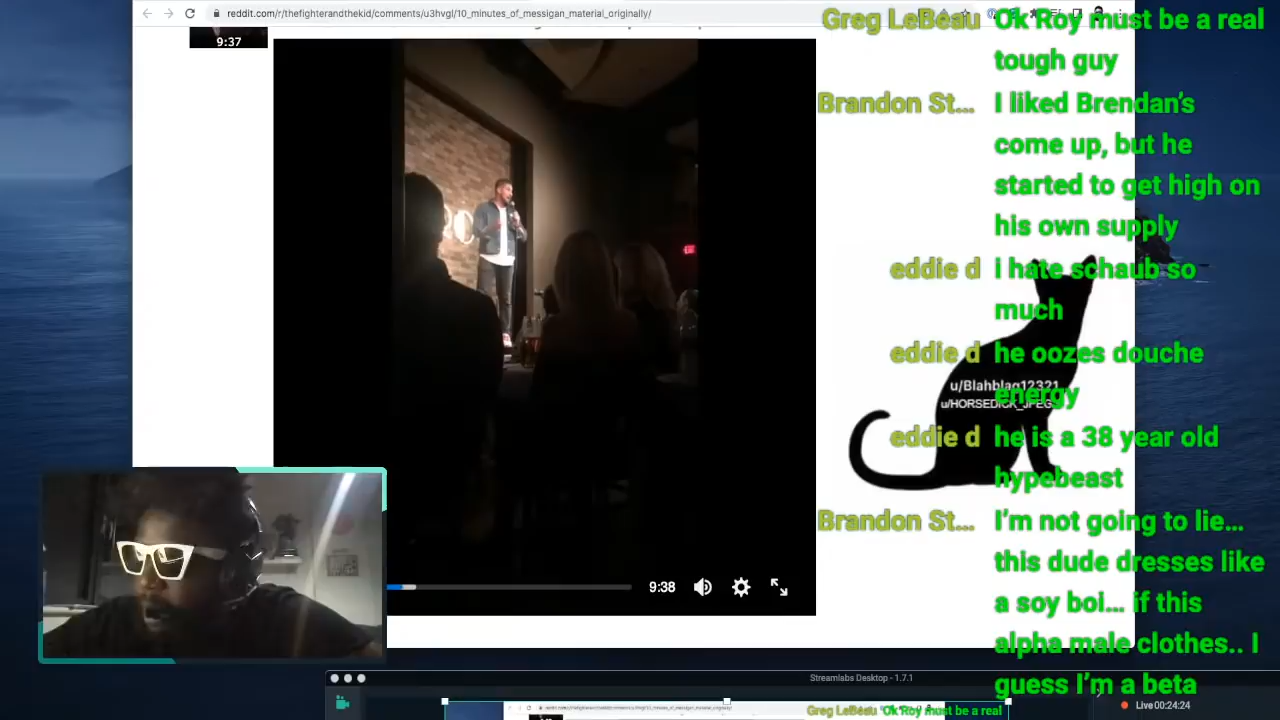 reddit.com/r/thefighterandthekid/comments/u3hvgl/10_minutes_of_messigan_material_originally/
9:37
Greg LeBeau Ok Roy must be a real
tough guy
Brandon St... I liked Brendan's
come up, but he
started to get high on
his own supply
eddie d i hate schaub so
much
eddie d he oozes douche
energy
eddie d he is a 38 year old
hypebeast
Brandon St... I'm not going to lie...
this dude dresses like
a soy boi... if this
alpha male clothes.. I
guess I'm a beta
u/Blahblag12321
9:38
Streamlabs Desktop - 1.7.1
Greg LeBeau Ok Roy must be a real
Live 00:24:24